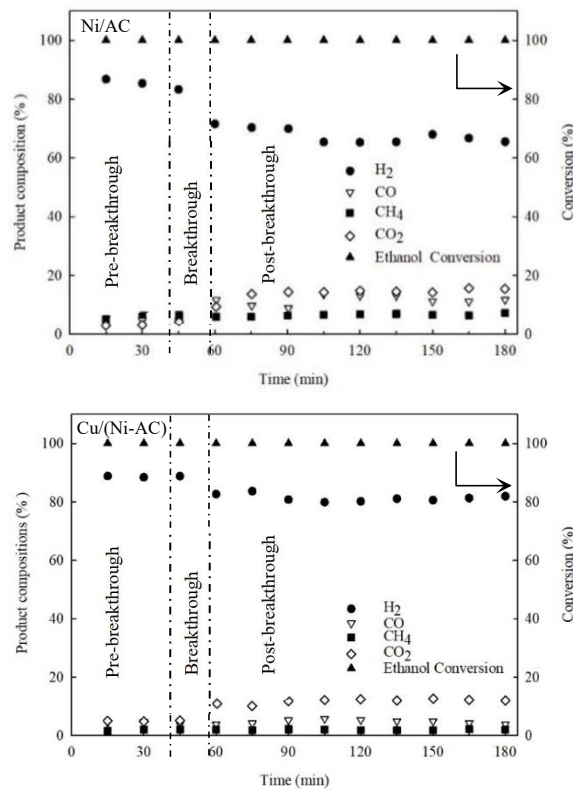 Ni/AC
100
80
60
40
20
0
Product composition (%)
Pre-breakthrough
Breakthrough
Post-breakthrough
H2
CO
CH4
CO2
Ethanol Conversion
100
80
60
40
20
0
Conversion (%)
0 30 60 90 120 150 180
Time (min)
Cu/(Ni-AC)
100
80
60
40
20
0
Product compositions (%)
Pre-breakthrough
Breakthrough
Post-breakthrough
H2
CO
CH4
CO2
Ethanol Conversion
100
80
60
40
20
0
Conversion (%)
0 30 60 90 120 150 180
Time (min)